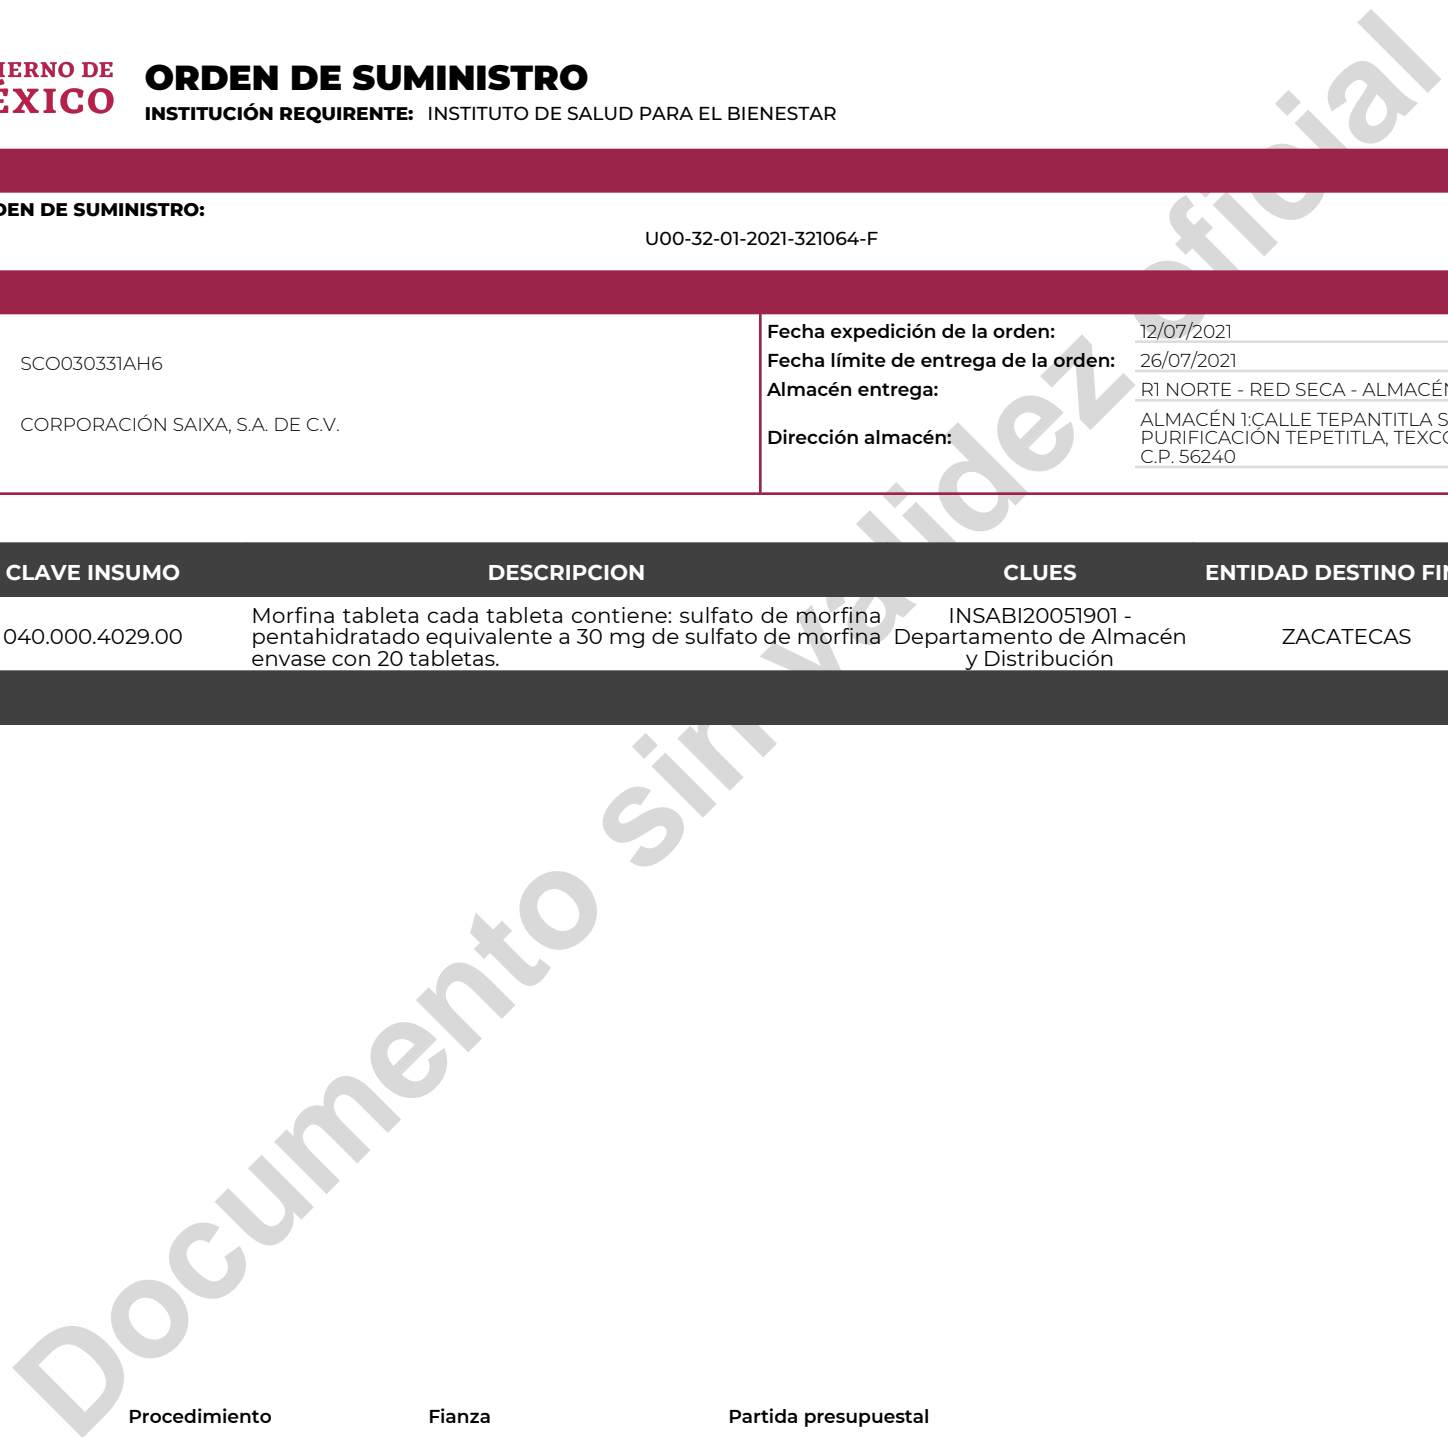 IERNO DE
ÉXICO
ORDEN DE SUMINISTRO
INSTITUCIÓN REQUIRENTE: INSTITUTO DE SALUD PARA EL BIENESTAR
DEN DE SUMINISTRO:
U00-32-01-2021-321064-F
SCO030331AH6
CORPORACIÓN SAIXA, S.A. DE C.V.
Fecha expedición de la orden: 12/07/2021
Fecha límite de entrega de la orden: 26/07/2021
Almacén entrega: R1 NORTE - RED SECA - ALMACÉN
Dirección almacén: ALMACÉN 1:CALLE TEPANTITLA S
PURIFICACIÓN TEPETITLA, TEXCO
C.P. 56240
CLAVE INSUMO DESCRIPCION CLUES ENTIDAD DESTINO FIN
040.000.4029.00
Morfina tableta cada tableta contiene: sulfato de morfina
pentahidratado equivalente a 30 mg de sulfato de morfina
envase con 20 tabletas.
INSABI20051901 -
Departamento de Almacén
y Distribución
ZACATECAS
Documento sin validez oficial
Procedimiento Fianza Partida presupuestal